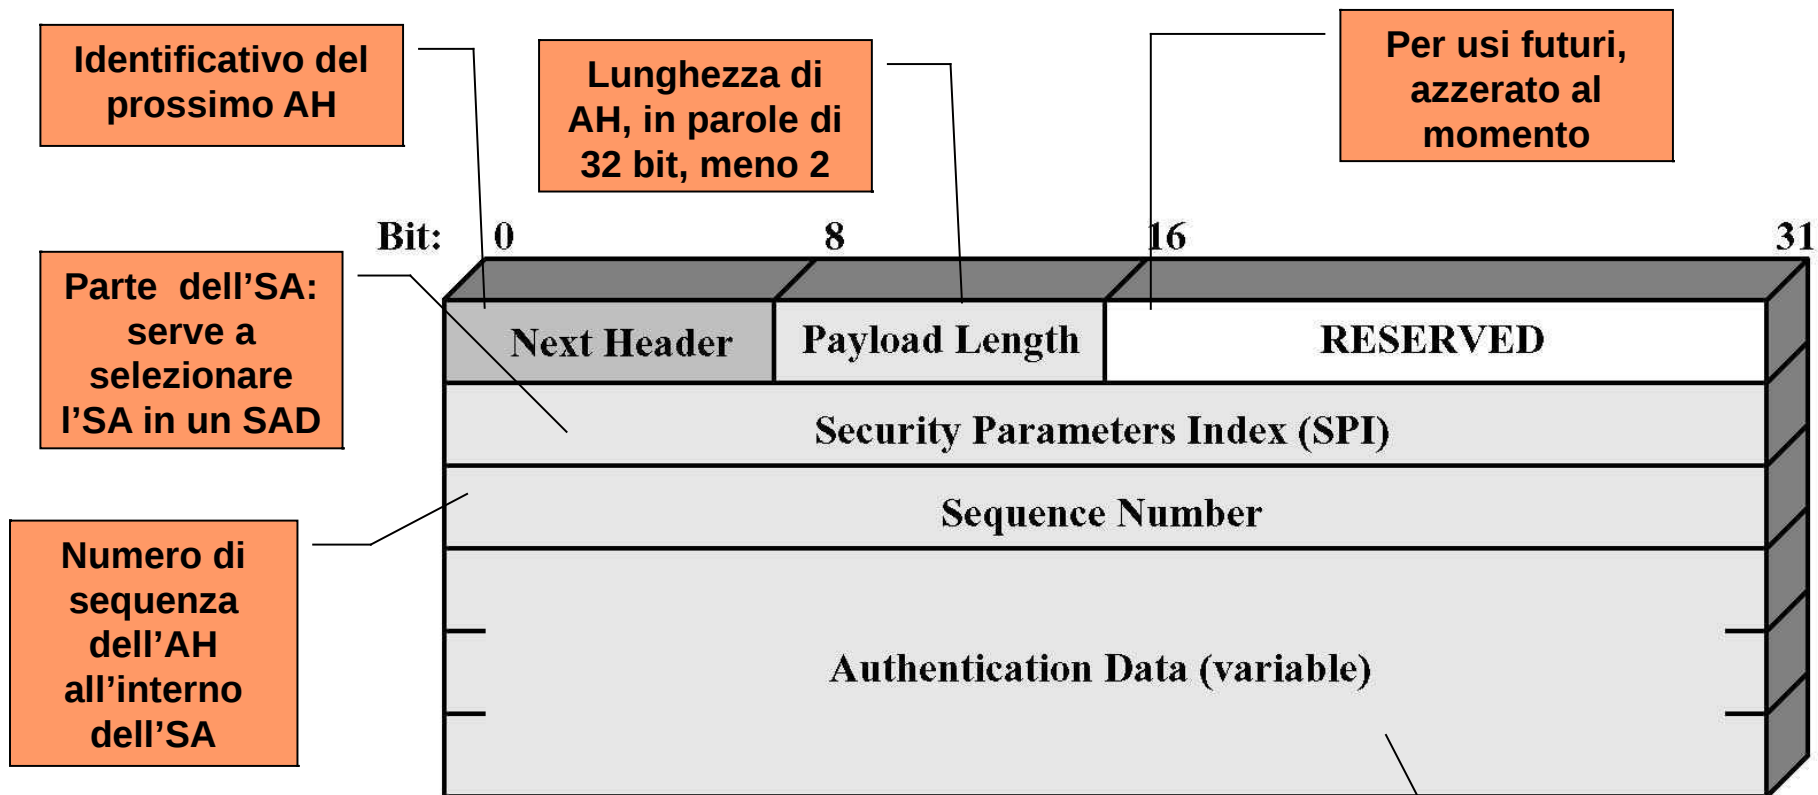 Identificativo del
prossimo AH
Lunghezza di
AH, in parole di
32 bit, meno 2
Per usi futuri,
azzerato al
momento
Bit: 0 8 16 31
Parte dell’SA:
serve a
selezionare
l’SA in un SAD
Next Header Payload Length RESERVED
Security Parameters Index (SPI)
Sequence Number
Numero di
sequenza
dell’AH
all’interno
dell’SA
Authentication Data (variable)